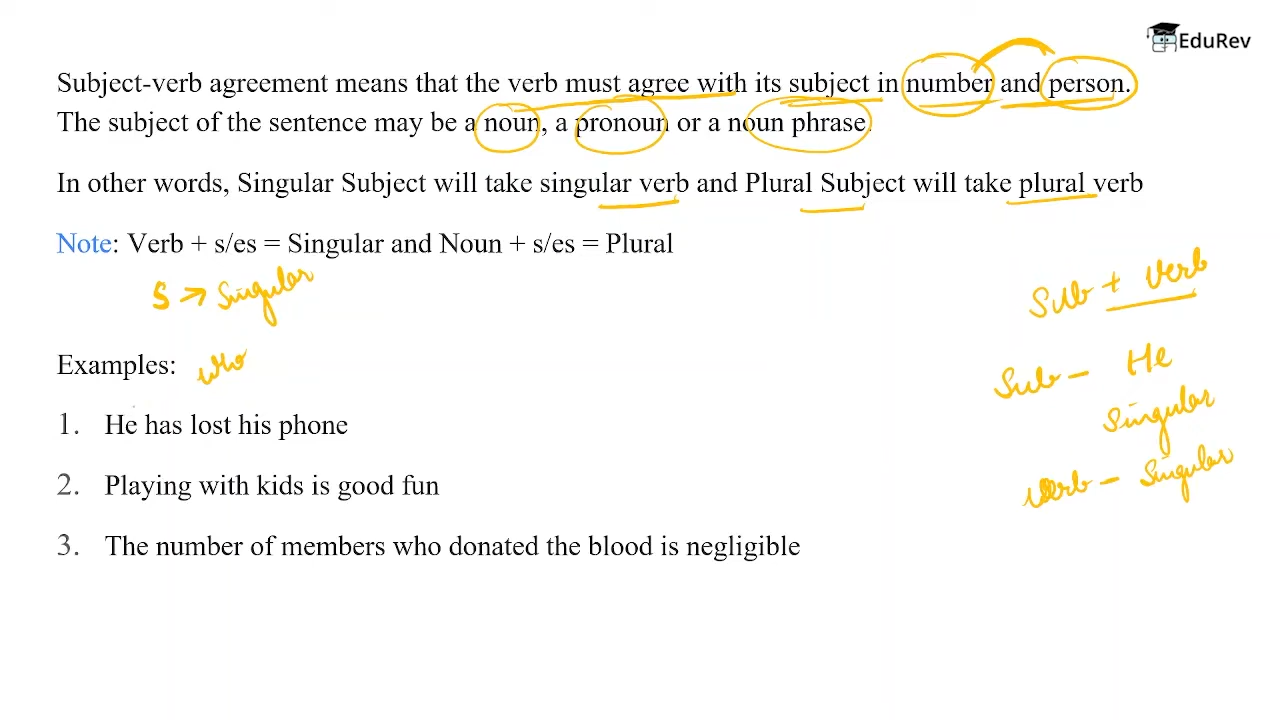 EduRev
Subject-verb agreement means that the verb must agree with its subject in number and person.
The subject of the sentence may be a noun, a pronoun or a noun phrase.
In other words, Singular Subject will take singular verb and Plural Subject will take plural verb
Note: Verb + s/es = Singular and Noun + s/es = Plural
S → Singular
Sub + Verb
Examples: who
Sub - He
Singular
Verb - Singular
1. He has lost his phone
2. Playing with kids is good fun
3. The number of members who donated the blood is negligible